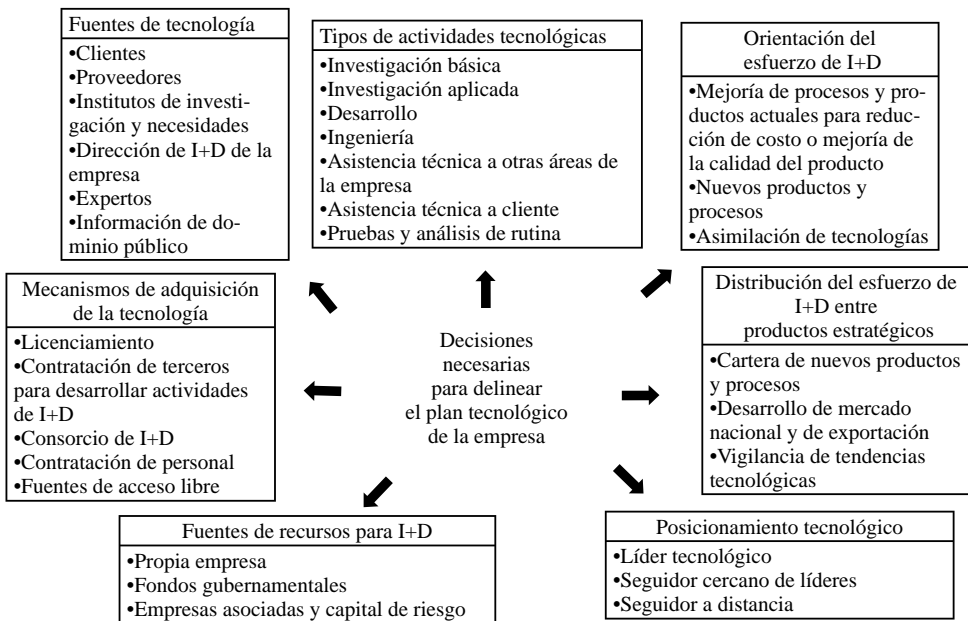 Fuentes de tecnología
•Clientes
•Proveedores
•Institutos de investi-
gación y necesidades
•Dirección de I+D de la
empresa
•Expertos
•Información de do-
minio público
Tipos de actividades tecnológicas
•Investigación básica
•Investigación aplicada
•Desarrollo
•Ingeniería
•Asistencia técnica a otras áreas de
la empresa
•Asistencia técnica a cliente
•Pruebas y análisis de rutina
Orientación del
esfuerzo de I+D
•Mejoría de procesos y pro-
ductos actuales para reduc-
ción de costo o mejoría de
la calidad del producto
•Nuevos productos y
procesos
•Asimilación de tecnologías
Mecanismos de adquisición
de la tecnología
•Licenciamiento
•Contratación de terceros
para desarrollar actividades
de I+D
•Consorcio de I+D
•Contratación de personal
•Fuentes de acceso libre
Decisiones
necesarias
para delinear
el plan tecnológico
de la empresa
Distribución del esfuerzo de
I+D entre
productos estratégicos
•Cartera de nuevos productos
y procesos
•Desarrollo de mercado
nacional y de exportación
•Vigilancia de tendencias
tecnológicas
Fuentes de recursos para I+D
•Propia empresa
•Fondos gubernamentales
•Empresas asociadas y capital de riesgo
Posicionamiento tecnológico
•Líder tecnológico
•Seguidor cercano de líderes
•Seguidor a distancia